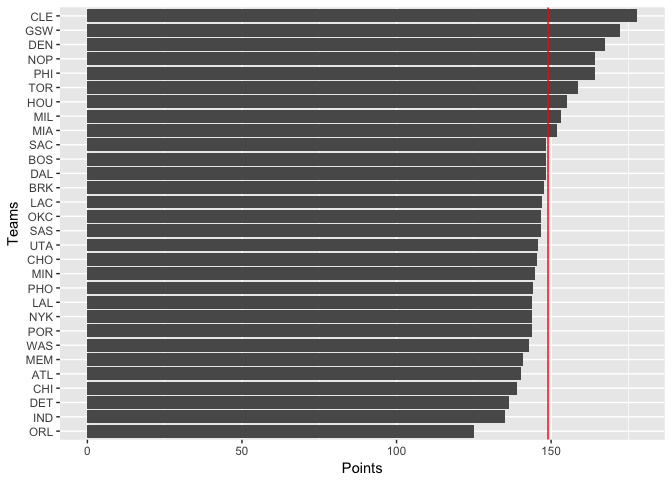 CLE
GSW
DEN
NOP
PHI
TOR
HOU
MIL
MIA
SAC
BOS
DAL
BRK
LAC
OKC
SAS
UTA
CHO
MIN
PHO
LAL
NYK
POR
WAS
MEM
ATL
CHI
DET
IND
ORL
Teams
0 50 100 150
Points